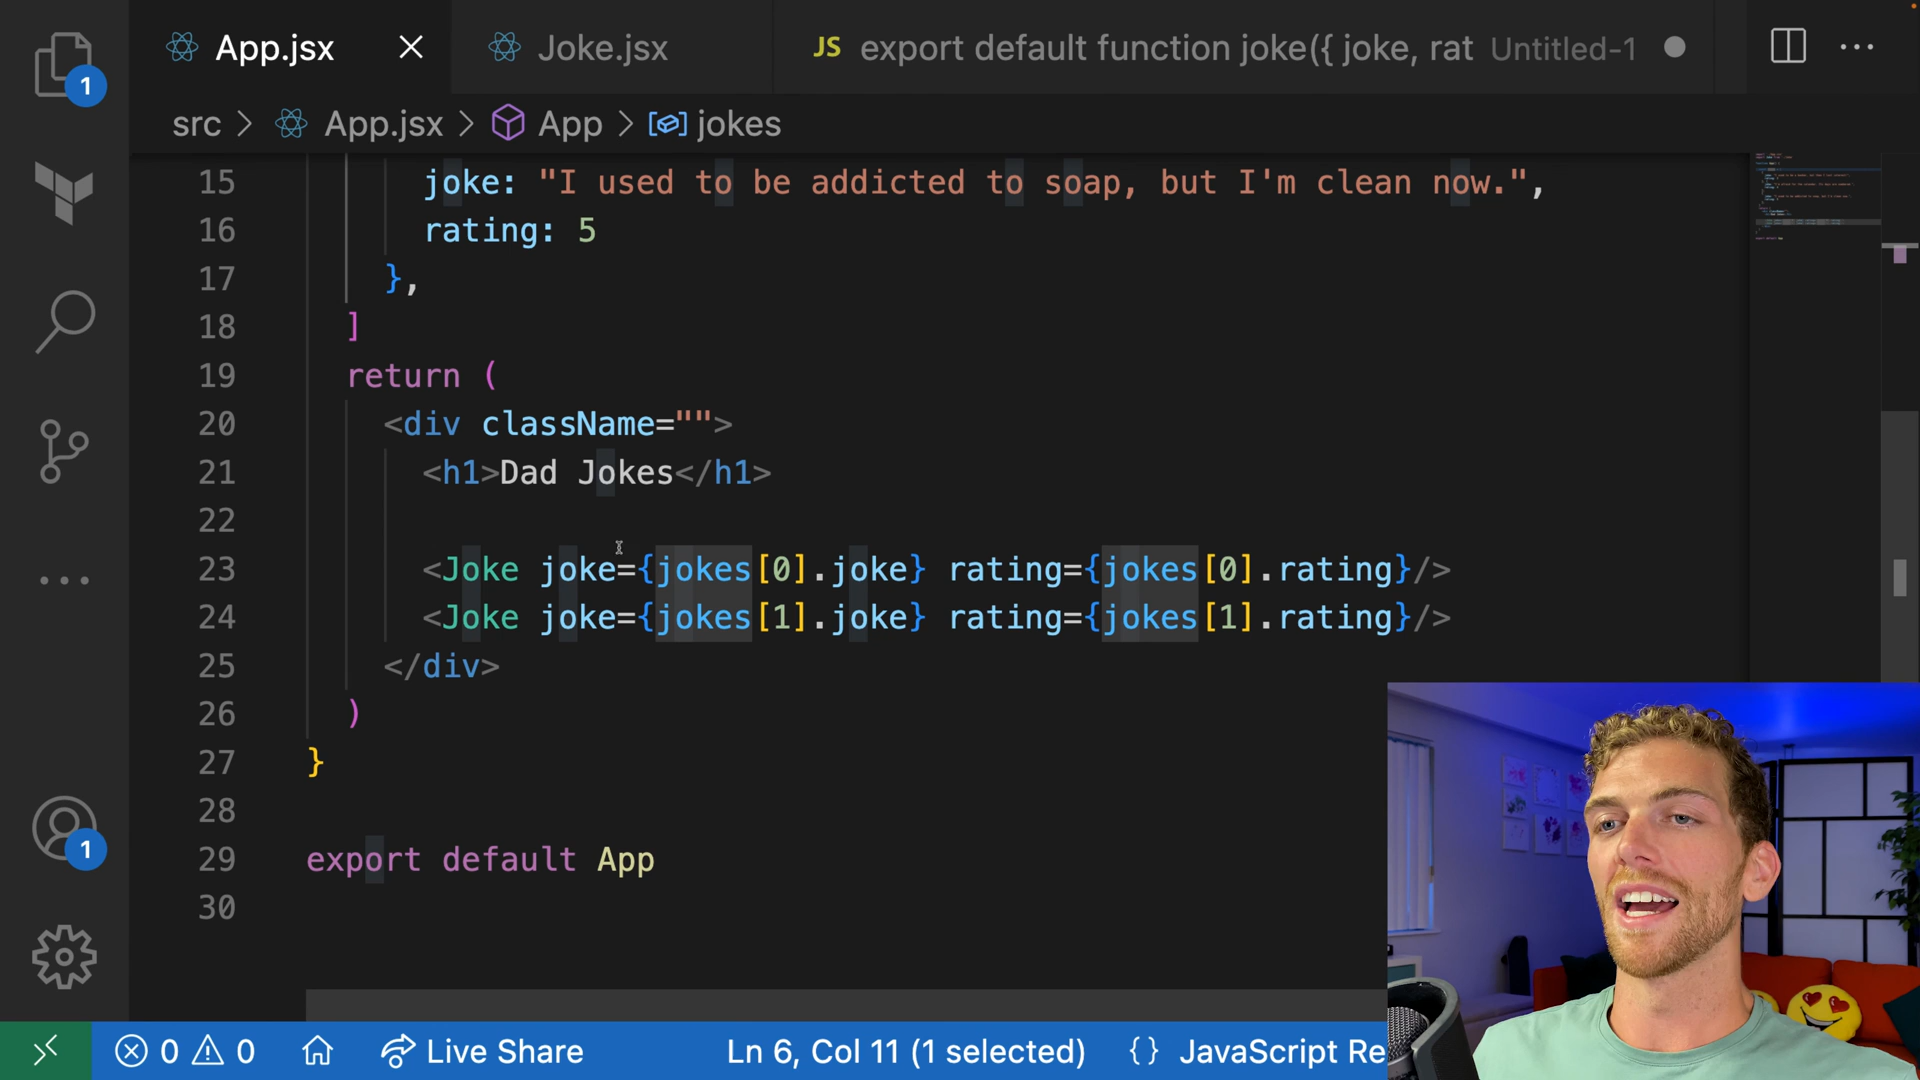 App.jsx
Joke.jsx
JS export default function joke({ joke, rat Untitled-1
1
src > App.jsx > App > jokes
15 joke: "I used to be addicted to soap, but I'm clean now.",
16 rating: 5
17 },
18 ]
19 return (
20 <div className="">
21 <h1>Dad Jokes</h1>
22
23 <Joke joke={jokes[0].joke} rating={jokes[0].rating}/>
24 <Joke joke={jokes[1].joke} rating={jokes[1].rating}/>
25 </div>
26 )
27 }
28
29 export default App
30
1
0 0 Live Share Ln 6, Col 11 (1 selected) {} JavaScript Re